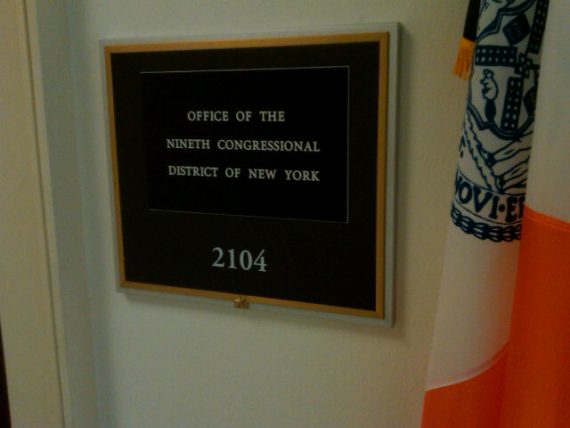 OFFICE OF THE
NINETH CONGRESSIONAL
DISTRICT OF NEW YORK
2104
NOVI·E